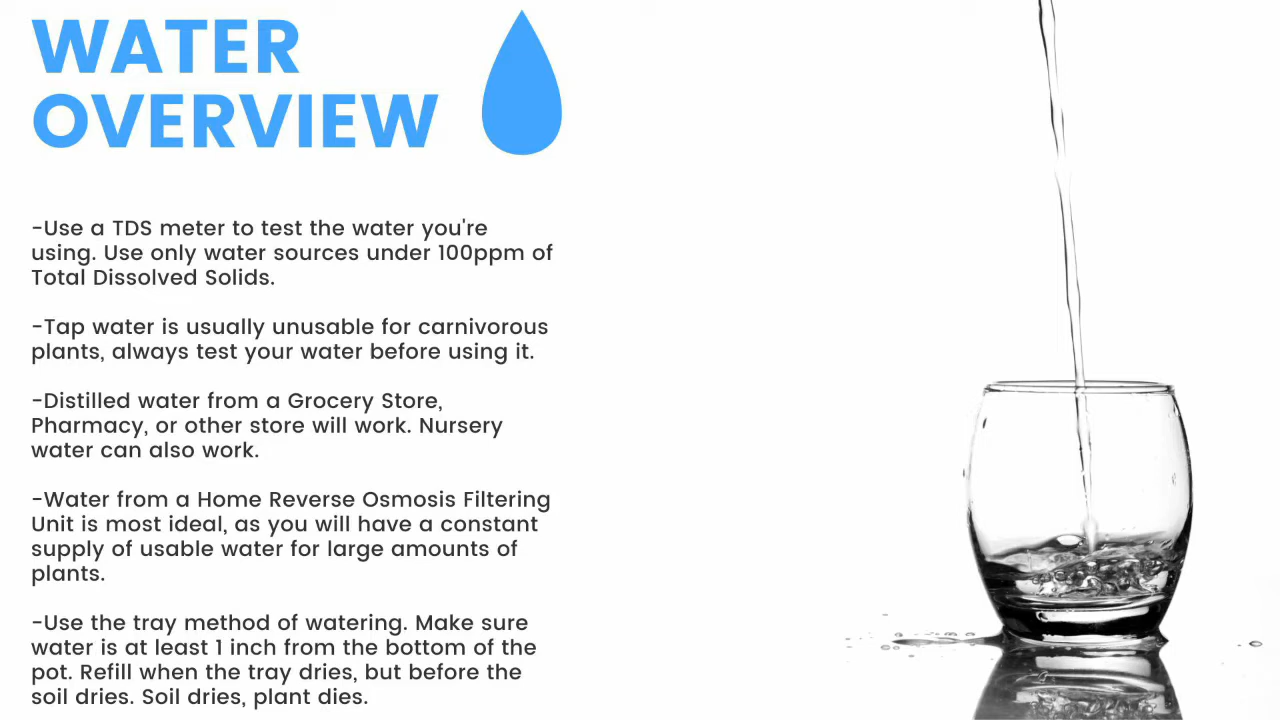 WATER
OVERVIEW
-Use a TDS meter to test the water you're
using. Use only water sources under 100ppm of
Total Dissolved Solids.
-Tap water is usually unusable for carnivorous
plants, always test your water before using it.
-Distilled water from a Grocery Store,
Pharmacy, or other store will work. Nursery
water can also work.
-Water from a Home Reverse Osmosis Filtering
Unit is most ideal, as you will have a constant
supply of usable water for large amounts of
plants.
-Use the tray method of watering. Make sure
water is at least 1 inch from the bottom of the
pot. Refill when the tray dries, but before the
soil dries. Soil dries, plant dies.